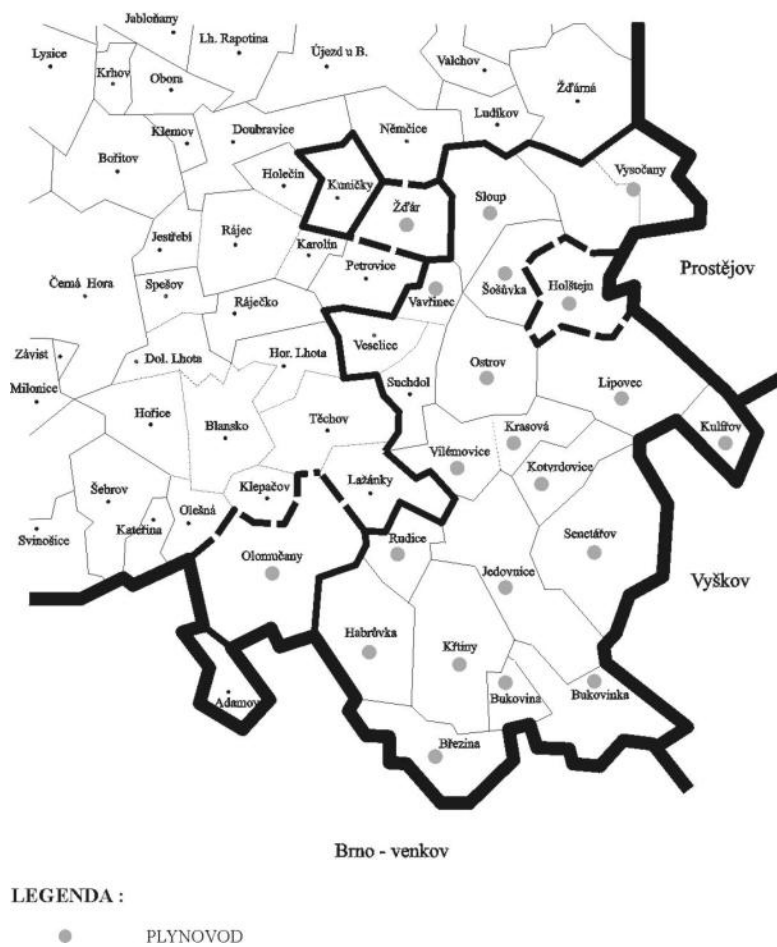 Jabloňany
Lh. Rapotina
Újezd u B.
Lysice
Krhov
Obora
Valchov
Žďárná
Klemov
Doubravice
Němčice
Ludíkov
Bořitov
Holečín
Kuničky
Žďár
Sloup
Vysočany
Jestřebí
Rájec
Karolín
Petrovice
Prostějov
Černá Hora
Spešov
Vavřinec
Šošůvka
Holštejn
Ráječko
Veselice
Závist
Dol. Lhota
Hor. Lhota
Ostrov
Milonice
Suchdol
Lipovec
Hořice
Blansko
Těchov
Krasová
Kulířov
Vilémovice
Kotvrdovice
Šebrov
Klepačov
Lažánky
Olešná
Kateřina
Svinošice
Rudice
Senetářov
Olomučany
Jedovnice
Vyškov
Habrůvka
Křtiny
Bukovina
Bukovinka
Adamov
Březina
Brno - venkov
LEGENDA :
PLYNOVOD